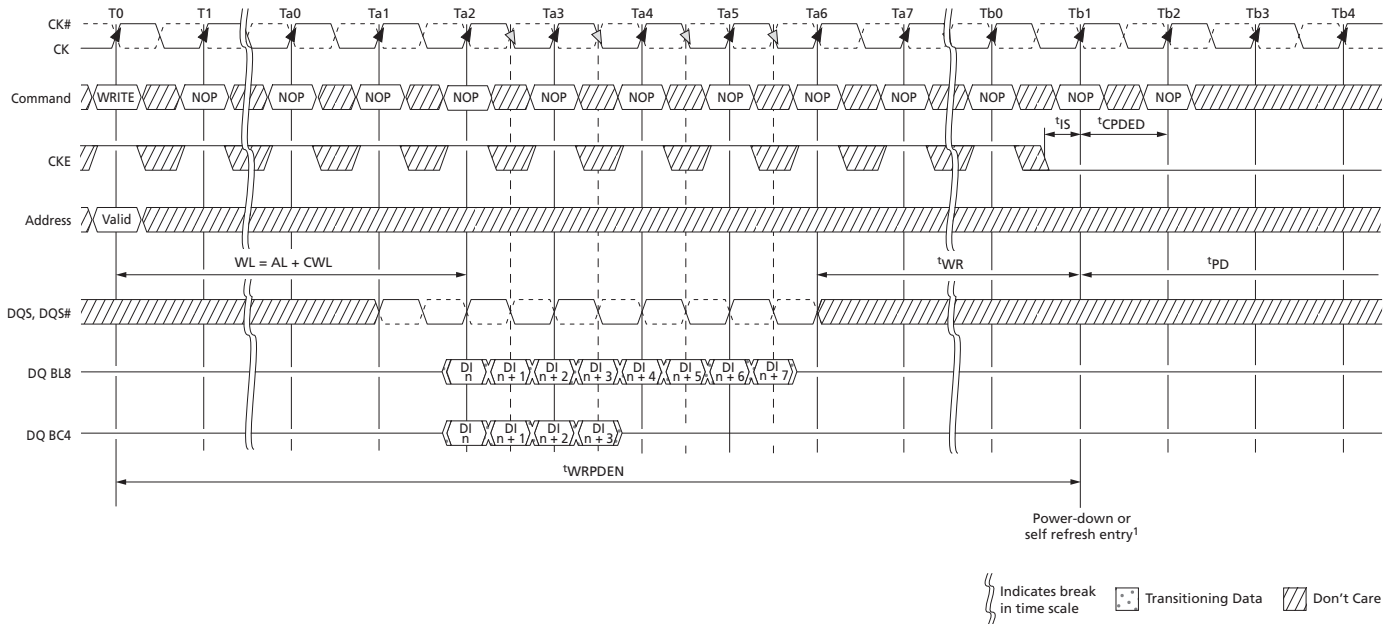 T0 T1 Ta0 Ta1 Ta2 Ta3 Ta4 Ta5 Ta6 Ta7 Tb0 Tb1 Tb2 Tb3 Tb4
CK#
CK
Command WRITE NOP NOP NOP NOP NOP NOP NOP NOP NOP NOP NOP NOP
tIS tCPDED
CKE
Address Valid
WL = AL + CWL tWR tPD
DQS, DQS#
DQ BL8 DI n DI n + 1 DI n + 2 DI n + 3 DI n + 4 DI n + 5 DI n + 6 DI n + 7
DQ BC4 DI n DI n + 1 DI n + 2 DI n + 3
tWRPDEN
Power-down or
self refresh entry1
Indicates break
in time scale
Transitioning Data
Don't Care